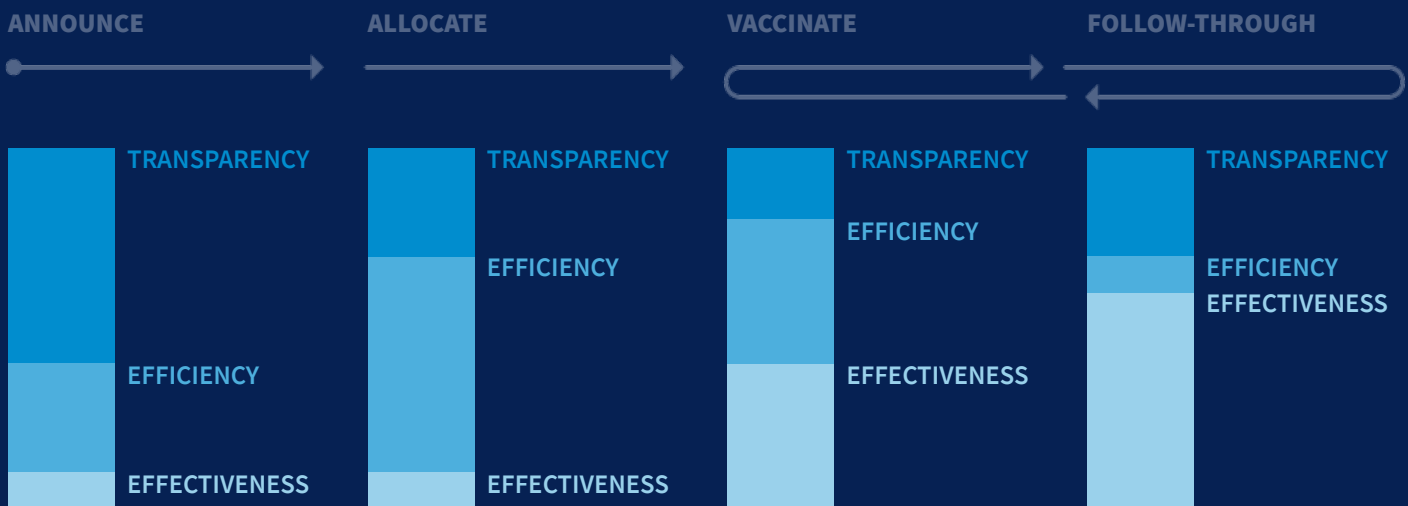 ANNOUNCE
ALLOCATE
VACCINATE
FOLLOW-THROUGH
TRANSPARENCY
EFFICIENCY
EFFECTIVENESS
TRANSPARENCY
EFFICIENCY
EFFECTIVENESS
TRANSPARENCY
EFFICIENCY
EFFECTIVENESS
TRANSPARENCY
EFFICIENCY
EFFECTIVENESS